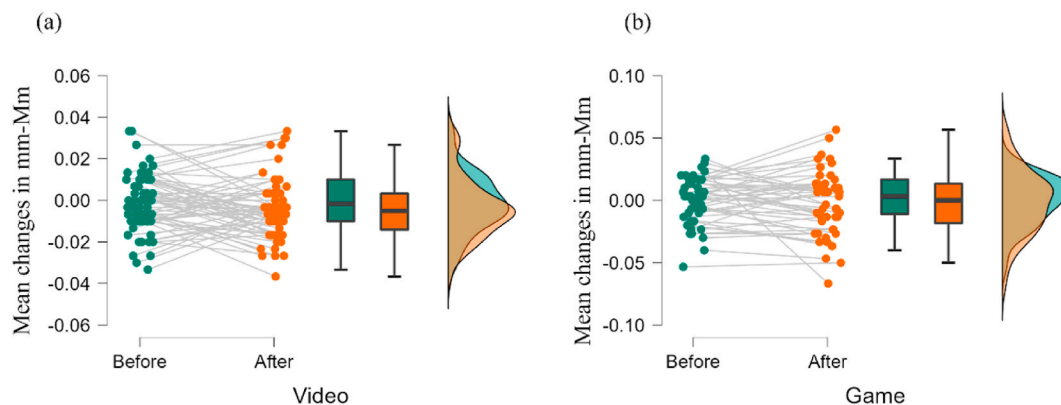 (a)
Mean changes in mm-Mm
0.06
0.04
0.02
0.00
-0.02
-0.04
-0.06
Before After
Video
(b)
Mean changes in mm-Mm
0.10
0.05
0.00
-0.05
-0.10
Before After
Game